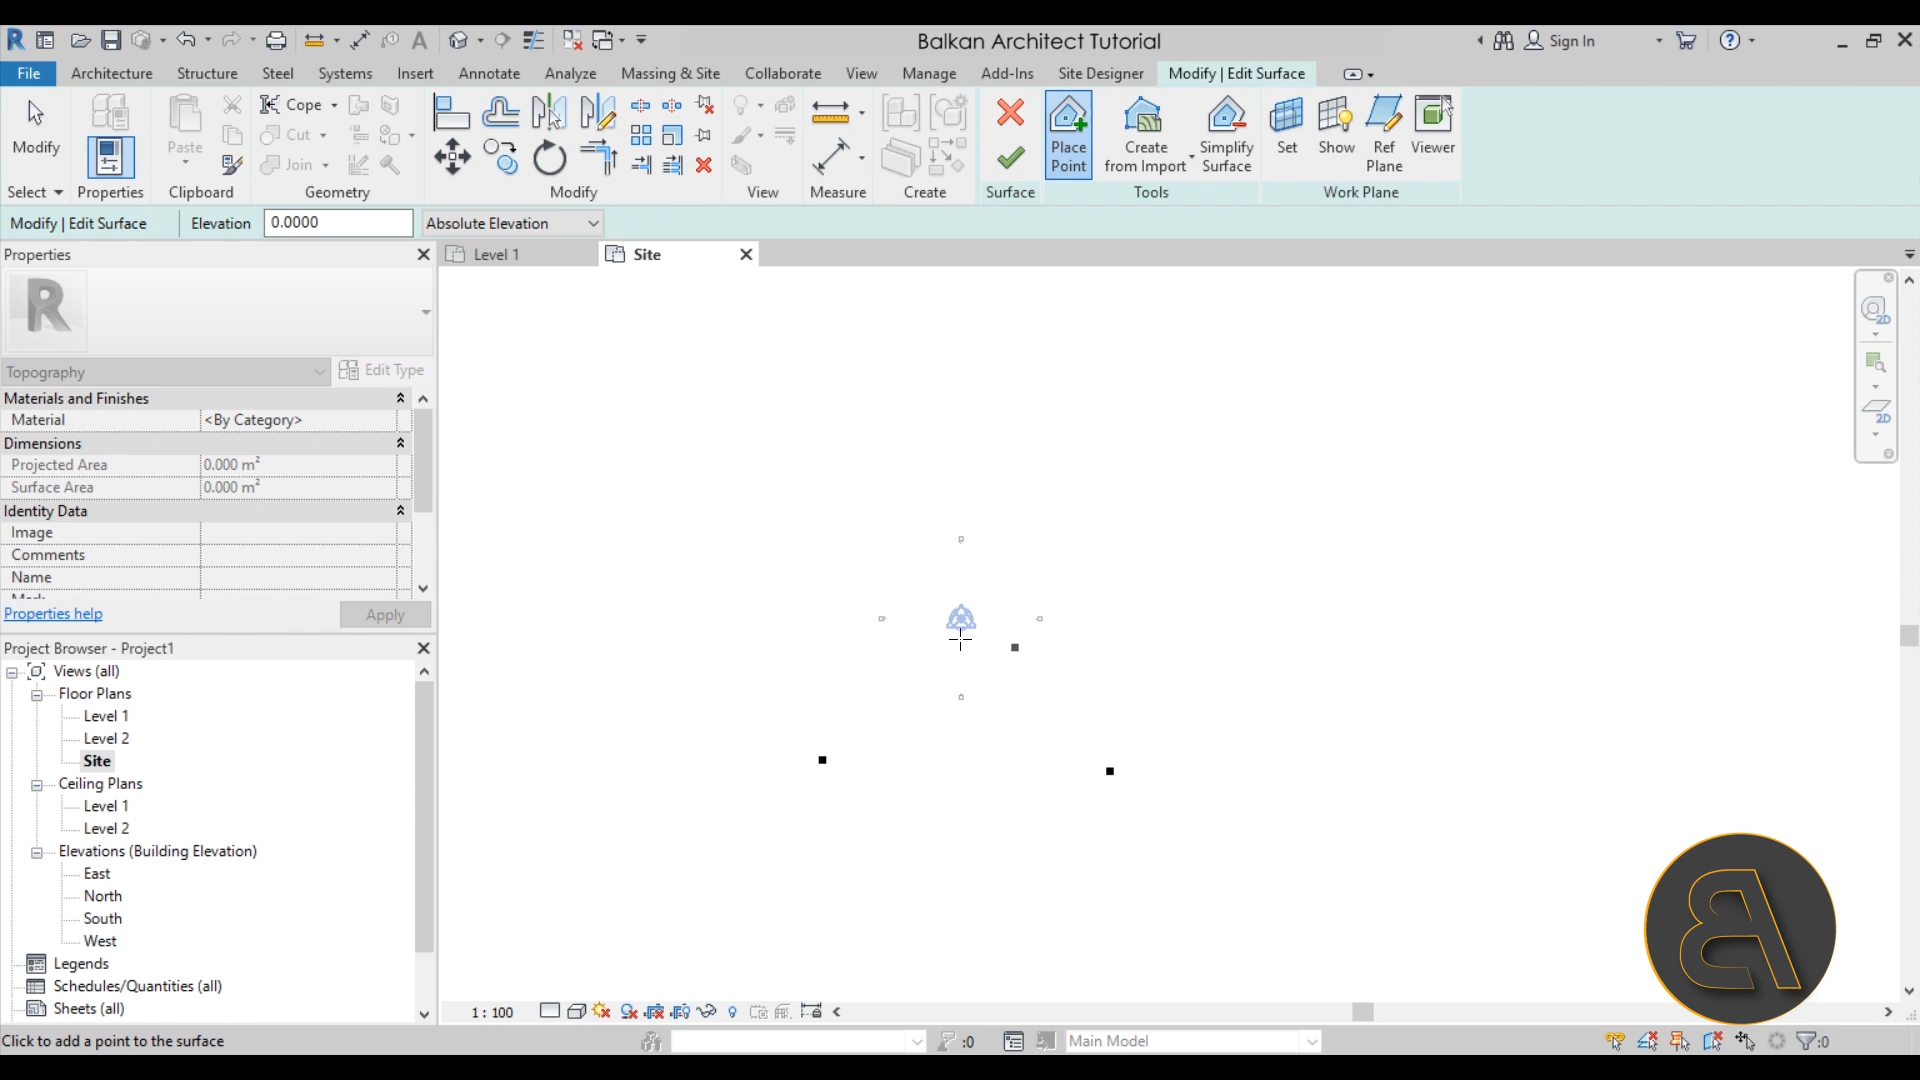 Balkan Architect Tutorial
Sign In
File Architecture Structure Steel Systems Insert Annotate Analyze Massing & Site Collaborate View Manage Add-Ins Site Designer Modify | Edit Surface
Modify
Paste
Cope
Cut
Join
Place Point
Create from Import
Simplify Surface
Set
Show
Ref Plane
Viewer
Select Properties Clipboard Geometry Modify View Measure Create Surface Tools Work Plane
Modify | Edit Surface Elevation 0.0000 Absolute Elevation
Properties
Level 1 Site
R
2D
2D
Topography Edit Type
Materials and Finishes
Material <By Category>
Dimensions
Projected Area 0.000 m²
Surface Area 0.000 m²
Identity Data
Image
Comments
Name
Mark
Properties help Apply
Project Browser - Project1
Views (all)
Floor Plans
Level 1
Level 2
Site
Ceiling Plans
Level 1
Level 2
Elevations (Building Elevation)
East
North
South
West
Legends
Schedules/Quantities (all)
Sheets (all)
1 : 100
Click to add a point to the surface
:0
Main Model
:0